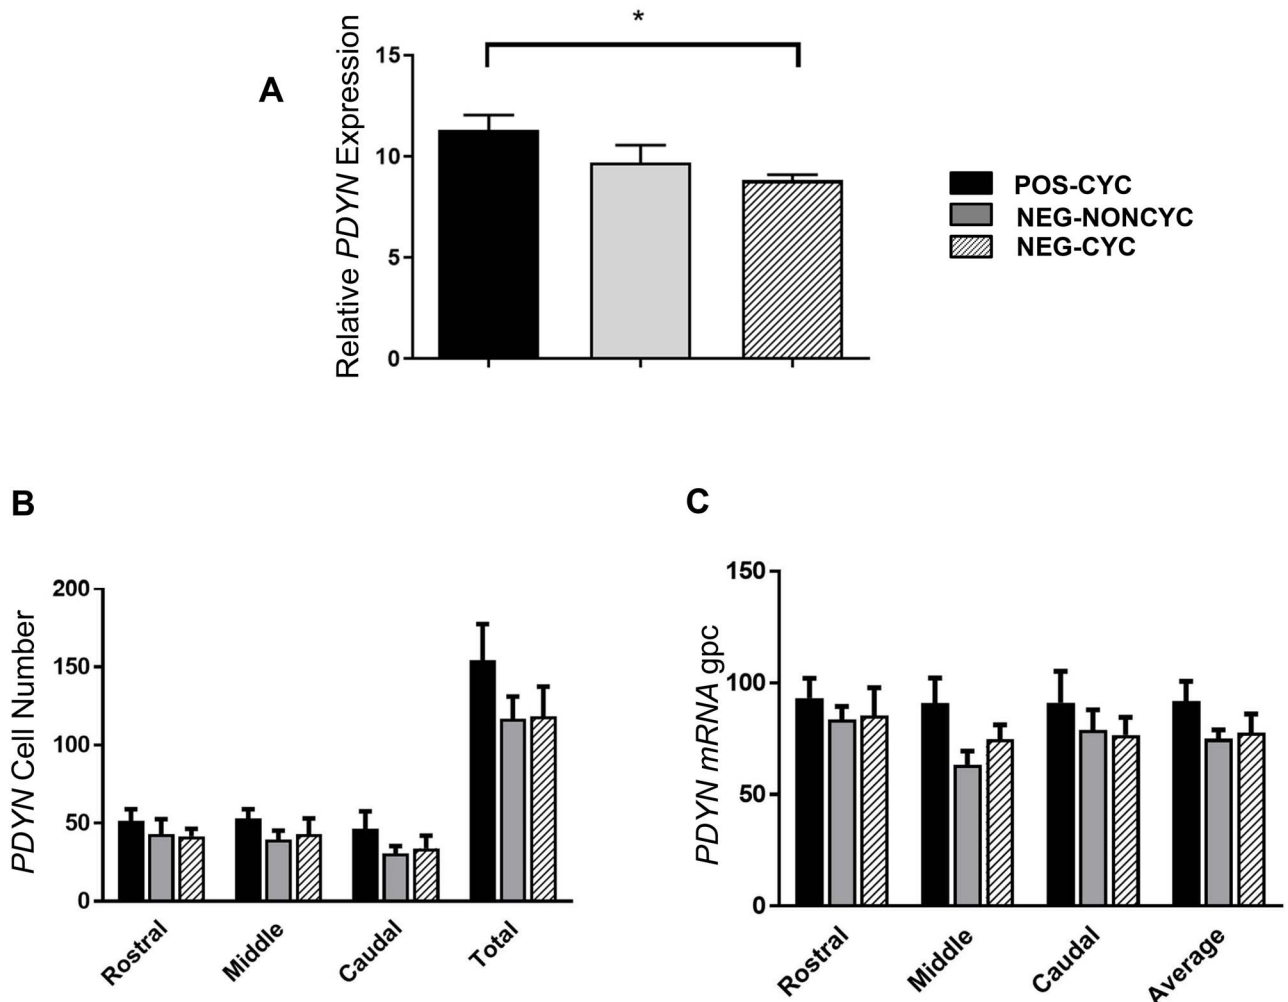 *
A
Relative PDYN Expression
15
10
5
0
POS-CYC
NEG-NONCYC
NEG-CYC
B
PDYN Cell Number
200
150
100
50
0
Rostral
Middle
Caudal
Total
C
PDYN mRNA gpc
150
100
50
0
Rostral
Middle
Caudal
Average